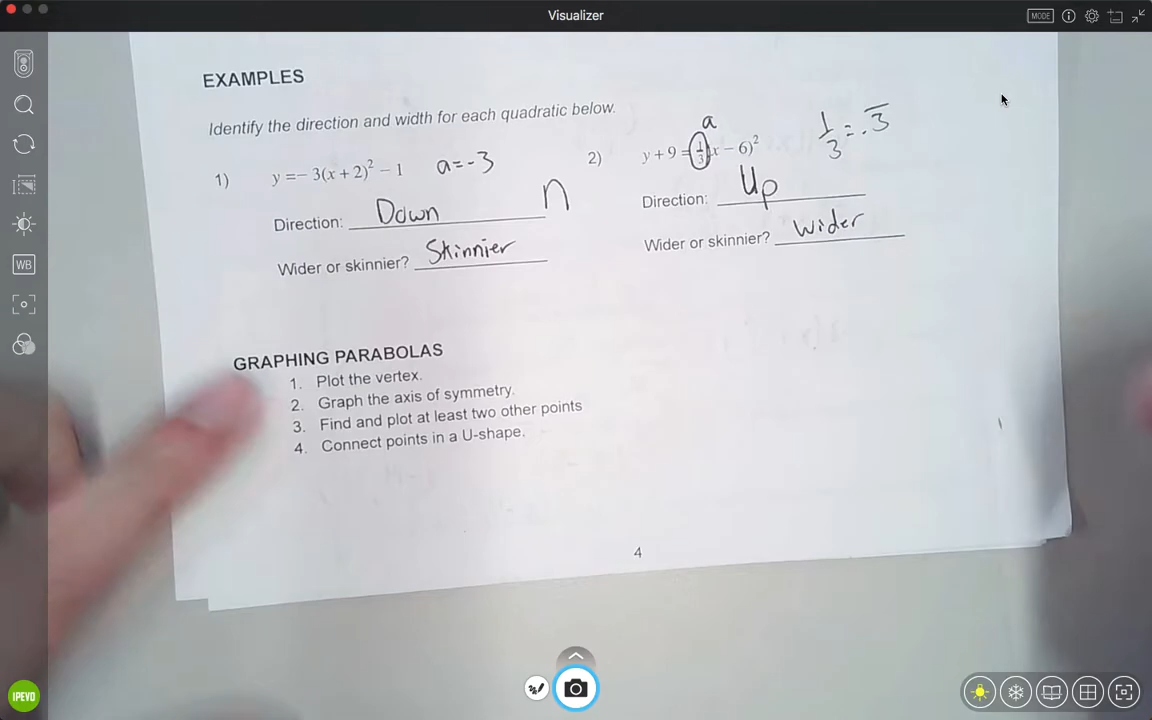 Visualizer
MODE
EXAMPLES
Identify the direction and width for each quadratic below.
1) y =− 3(x + 2)² − 1 a=-3
Direction: Down
Wider or skinnier? Skinnier
a
2) y + 9 = 1/3(x − 6)² 1/3 = .3̅
Direction: Up
Wider or skinnier? wider
GRAPHING PARABOLAS
1. Plot the vertex.
2. Graph the axis of symmetry.
3. Find and plot at least two other points
4. Connect points in a U-shape.
4
WB
IPEVO